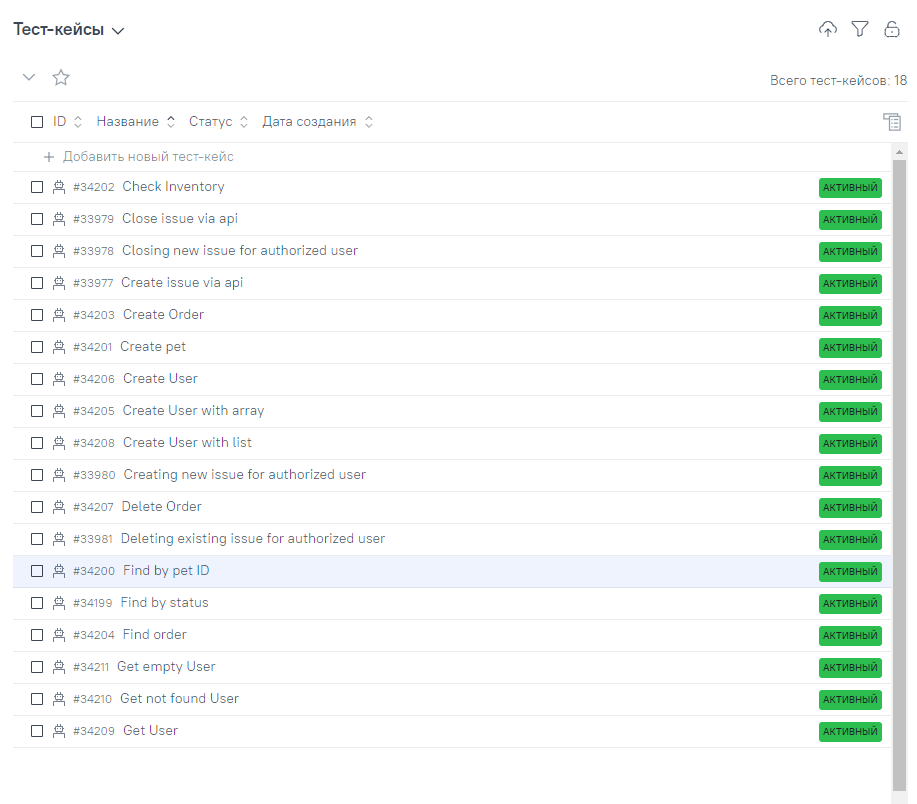 Тест-кейсы
Всего тест-кейсов: 18
ID Название Статус Дата создания
Добавить новый тест-кейс
#34202 Check Inventory АКТИВНЫЙ
#33979 Close issue via api АКТИВНЫЙ
#33978 Closing new issue for authorized user АКТИВНЫЙ
#33977 Create issue via api АКТИВНЫЙ
#34203 Create Order АКТИВНЫЙ
#34201 Create pet АКТИВНЫЙ
#34206 Create User АКТИВНЫЙ
#34205 Create User with array АКТИВНЫЙ
#34208 Create User with list АКТИВНЫЙ
#33980 Creating new issue for authorized user АКТИВНЫЙ
#34207 Delete Order АКТИВНЫЙ
#33981 Deleting existing issue for authorized user АКТИВНЫЙ
#34200 Find by pet ID АКТИВНЫЙ
#34199 Find by status АКТИВНЫЙ
#34204 Find order АКТИВНЫЙ
#34211 Get empty User АКТИВНЫЙ
#34210 Get not found User АКТИВНЫЙ
#34209 Get User АКТИВНЫЙ